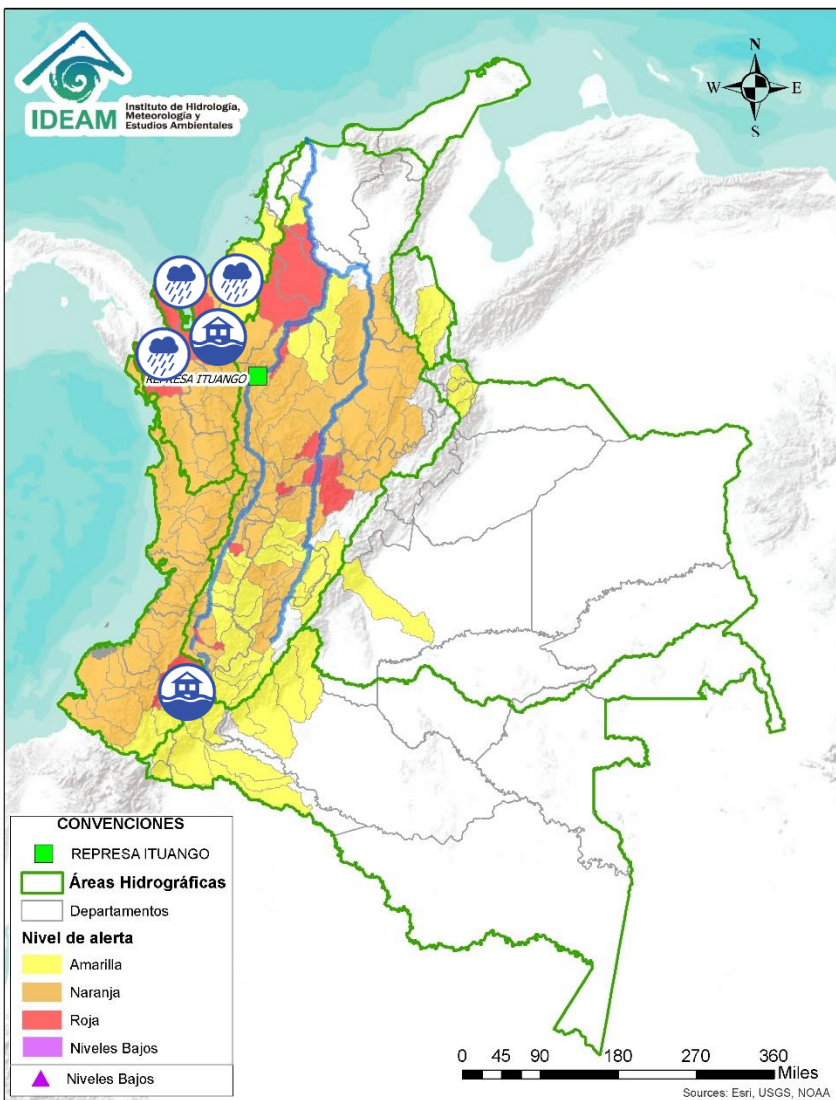 IDEAM
Instituto de Hidrología,
Meteorología y
Estudios Ambientales
N
W
E
S
REPRESA ITUANGO
CONVENCIONES
REPRESA ITUANGO
Áreas Hidrográficas
Departamentos
Nivel de alerta
Amarilla
Naranja
Roja
Niveles Bajos
Niveles Bajos
0 45 90 180 270 360
Miles
Sources: Esri, USGS, NOAA